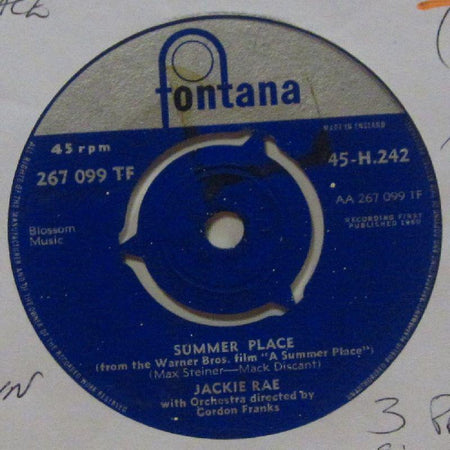 fontana
MADE IN ENGLAND
45 rpm
45-H.242
267 099 TF
AA 267 099 TF
RECORDING FIRST
PUBLISHED 1960
Blossom
Music
SUMMER PLACE
(from the Warner Bros. film "A Summer Place")
(Max Steiner—Mack Discant)
JACKIE RAE
with Orchestra directed by
Gordon Franks
3